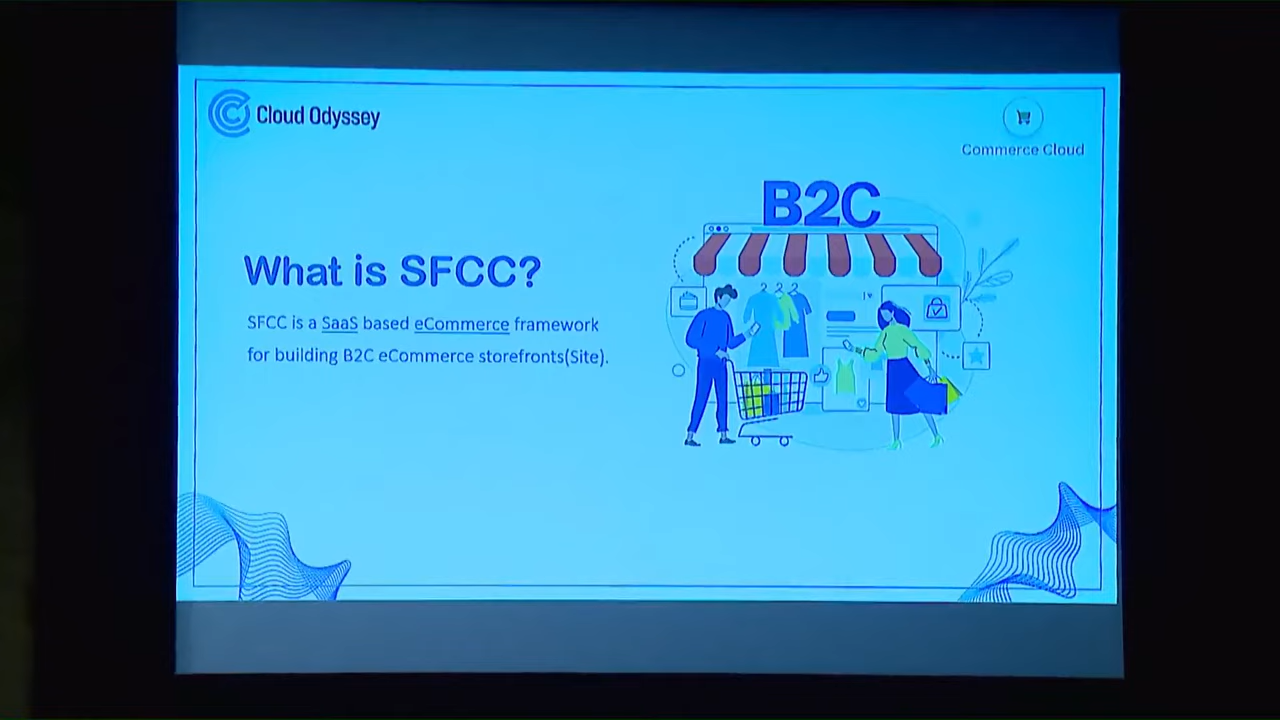 Cloud Odyssey
Commerce Cloud
B2C
What is SFCC?
SFCC is a SaaS based eCommerce framework
for building B2C eCommerce storefronts(Site).